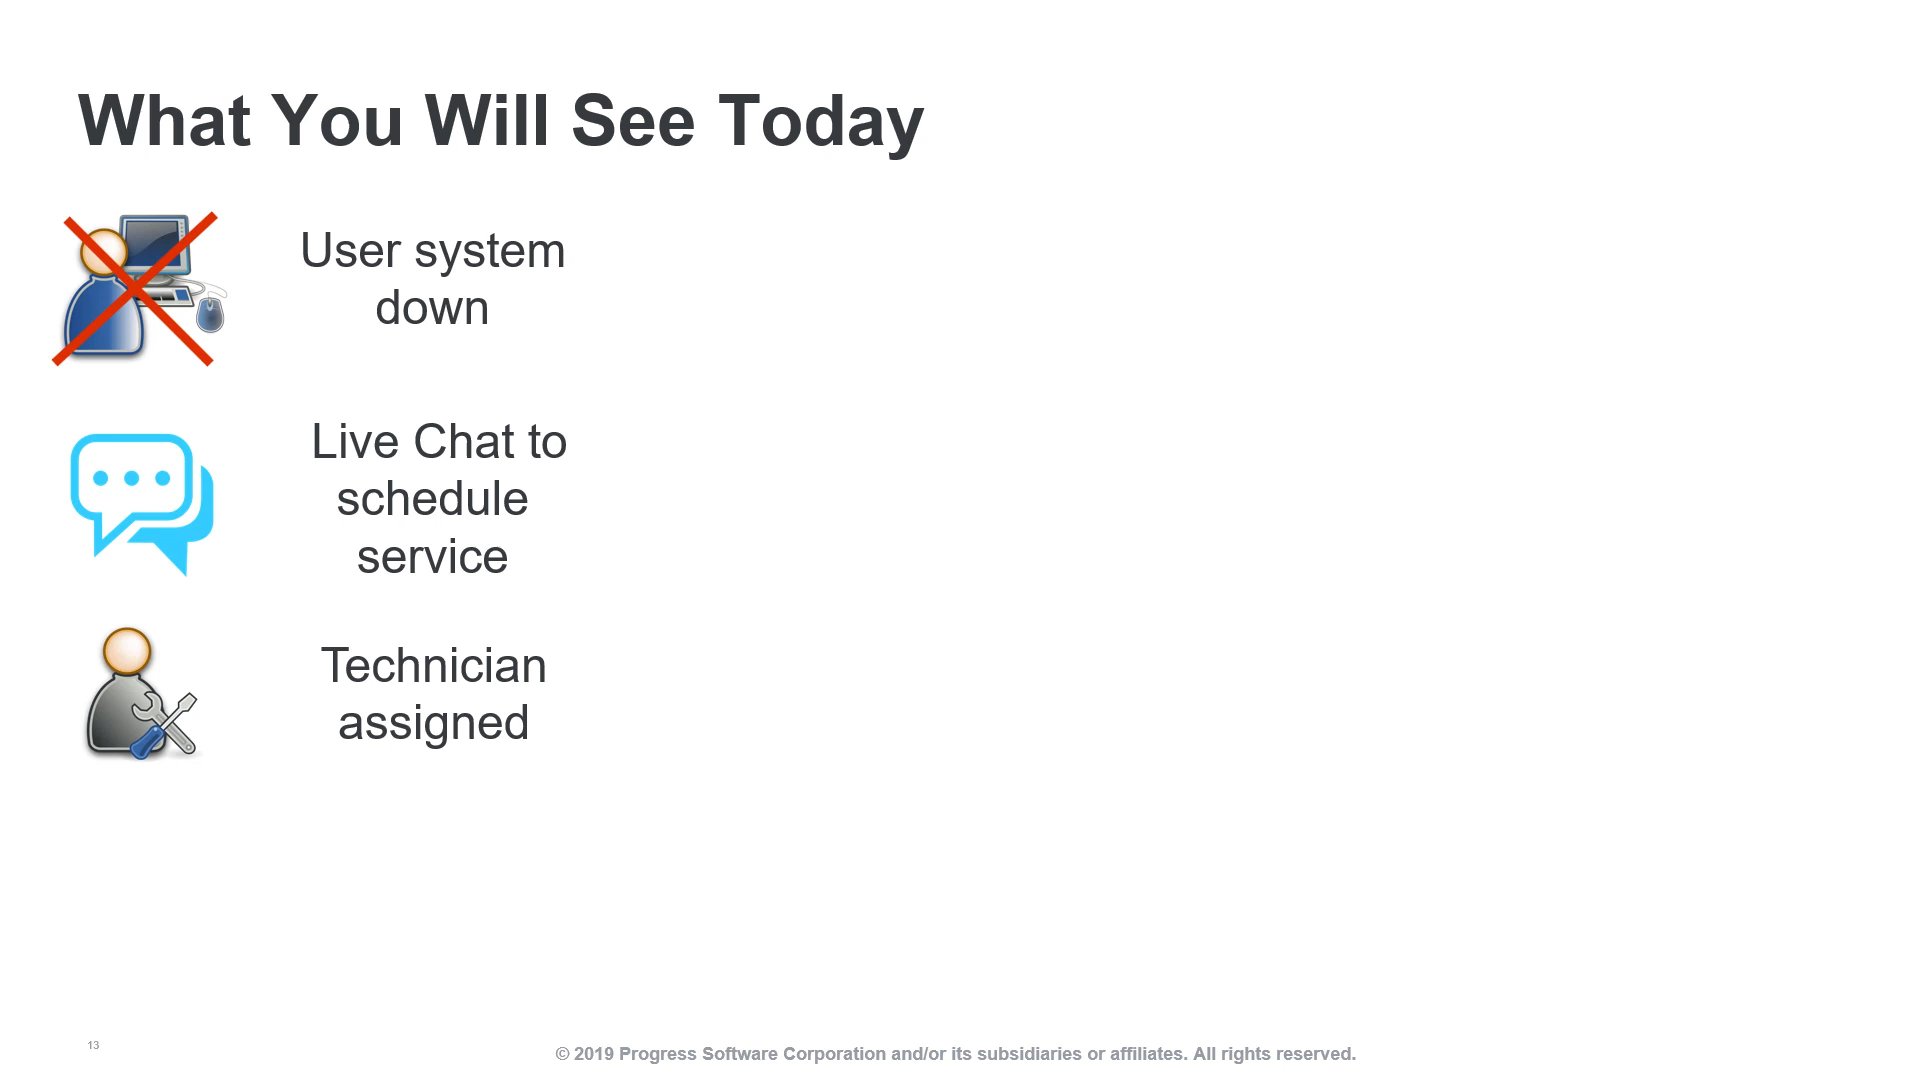 What You Will See Today
User system
down
Live Chat to
schedule
service
Technician
assigned
13
© 2019 Progress Software Corporation and/or its subsidiaries or affiliates. All rights reserved.